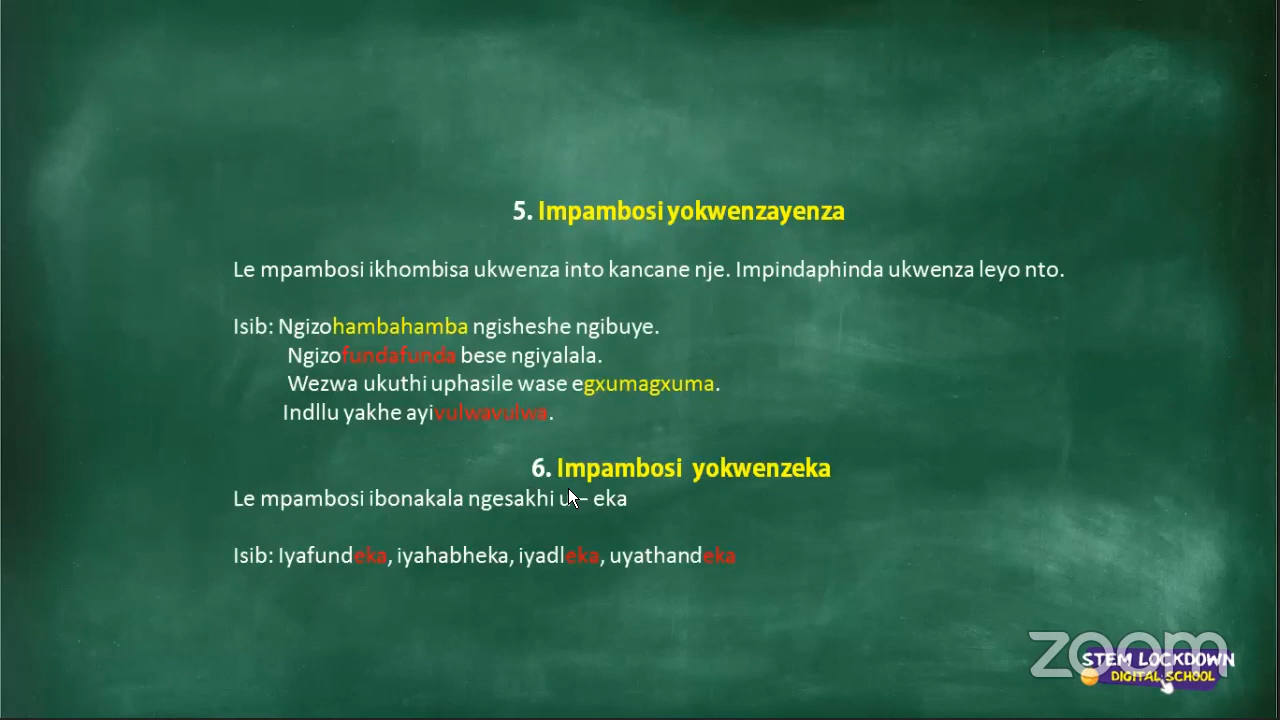 5. Impambosi yokwenzayenza
Le mpambosi ikhombisa ukwenza into kancane nje. Impindaphinda ukwenza leyo nto.
Isib: Ngizohambahamba ngisheshe ngibuye.
Ngizofundafunda bese ngiyalala.
Wezwa ukuthi uphasile wase egxumagxuma.
Indllu yakhe ayivulwavulwa.
6. Impambosi yokwenzeka
Le mpambosi ibonakala ngesakhi u– eka
Isib: Iyafundeka, iyahabheka, iyadleka, uyathandeka
zoom
STEM LOCKDOWN
DIGITAL SCHOOL